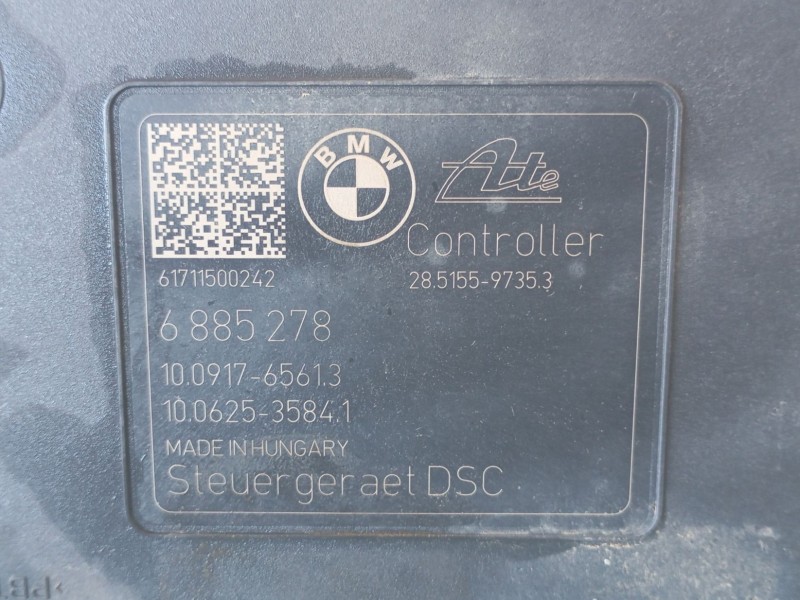 BMW
Ate
Controller
61711500242
28.5155-9735.3
6 885 278
10.0917-6561.3
10.0625-3584.1
MADE IN HUNGARY
Steuergeraet DSC